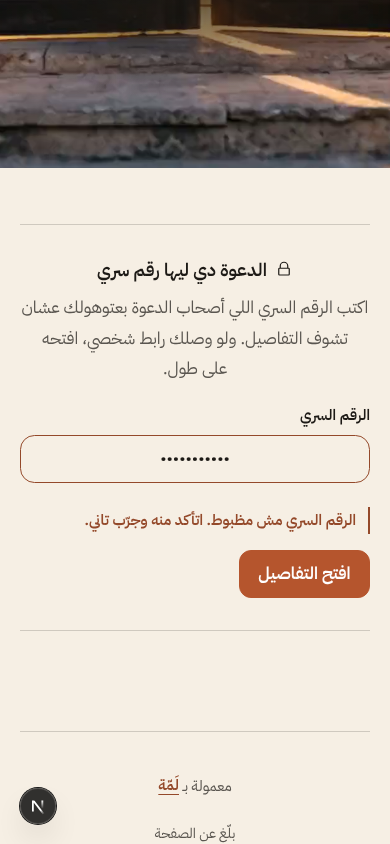 الدعوة دي ليها رقم سري
اكتب الرقم السري اللي أصحاب الدعوة بعتوهولك عشان
تشوف التفاصيل. ولو وصلك رابط شخصي، افتحه
على طول.
الرقم السري
•••••••••••
الرقم السري مش مظبوط. اتأكد منه وجرّب تاني.
افتح التفاصيل
معمولة بـ لَمّة
بلّغ عن الصفحة
N